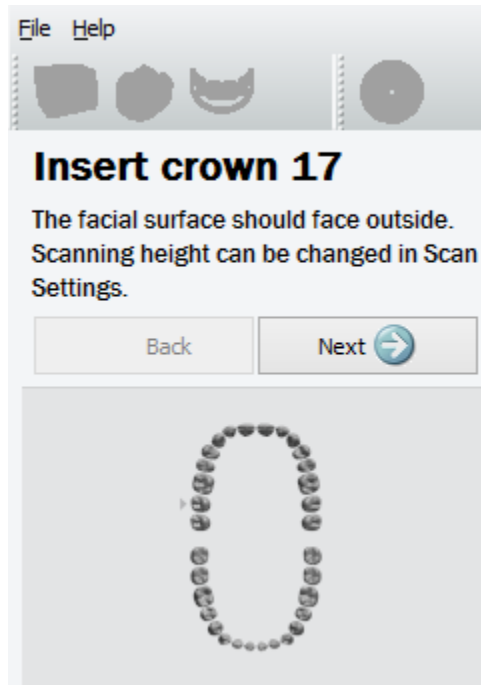 File Help
Insert crown 17
The facial surface should face outside.
Scanning height can be changed in Scan
Settings.
Back Next